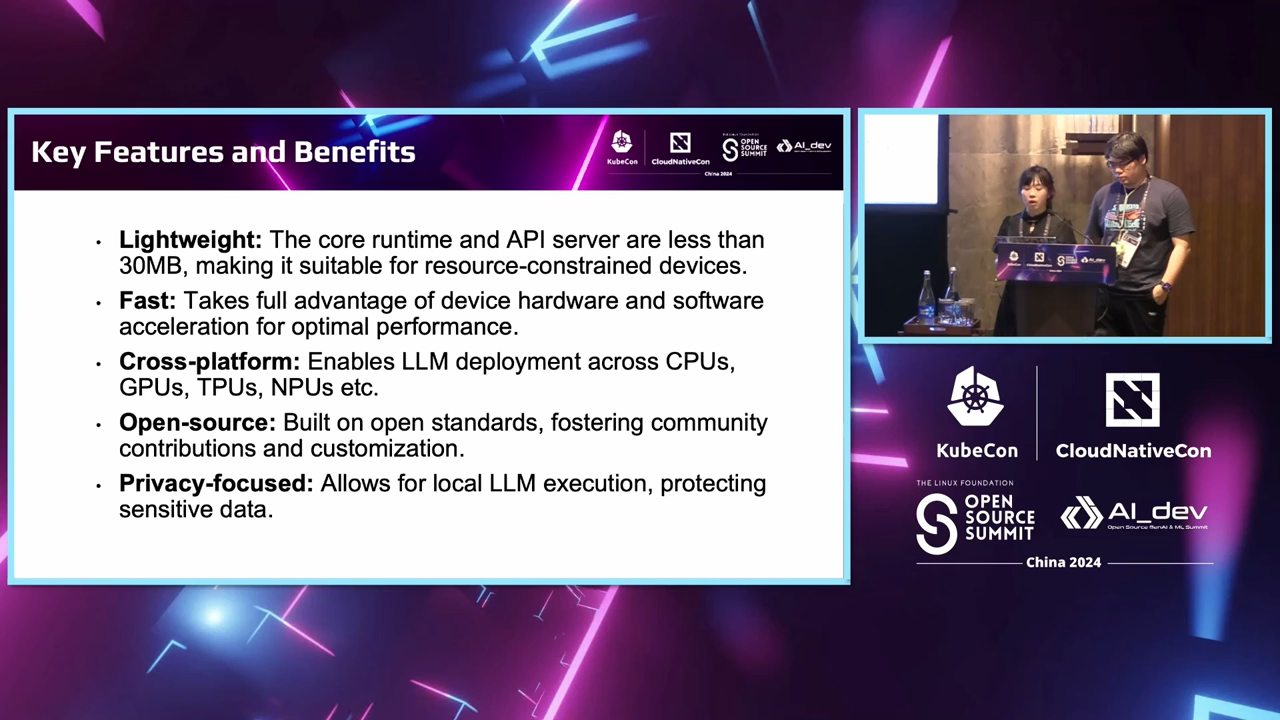 Key Features and Benefits
KubeCon
CloudNativeCon
THE LINUX FOUNDATION
OPEN
SOURCE
SUMMIT
AI_dev
China 2024
• Lightweight: The core runtime and API server are less than
30MB, making it suitable for resource-constrained devices.
• Fast: Takes full advantage of device hardware and software
acceleration for optimal performance.
• Cross-platform: Enables LLM deployment across CPUs,
GPUs, TPUs, NPUs etc.
• Open-source: Built on open standards, fostering community
contributions and customization.
• Privacy-focused: Allows for local LLM execution, protecting
sensitive data.
KubeCon
CloudNativeCon
THE LINUX FOUNDATION
OPEN
SOURCE
SUMMIT
AI_dev
Open Source GenAI & ML Summit
China 2024